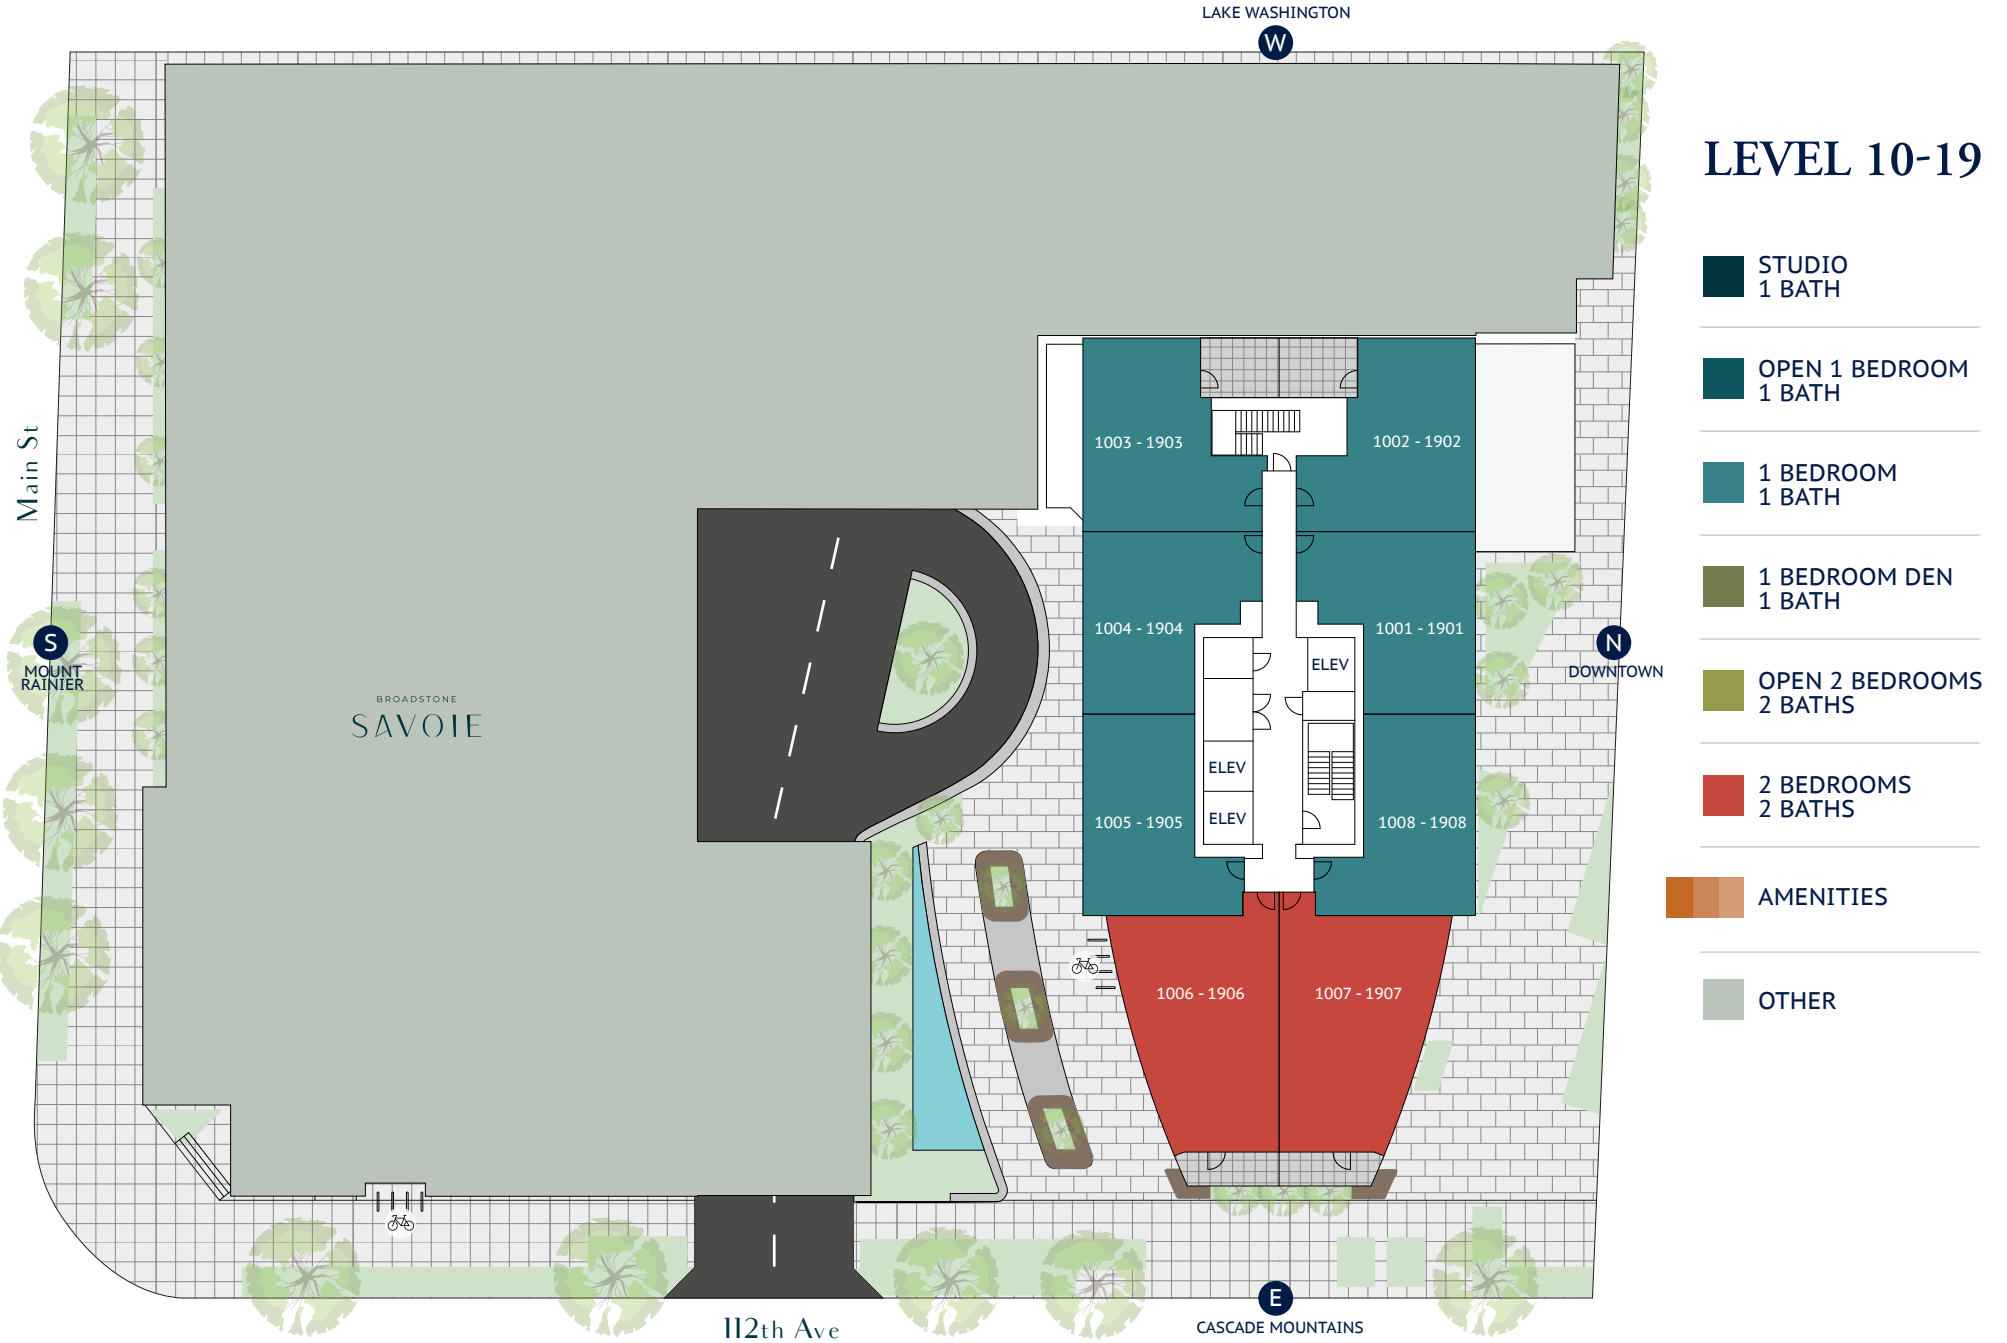 LAKE WASHINGTON
W
LEVEL 10-19
STUDIO
1 BATH
OPEN 1 BEDROOM
1 BATH
1 BEDROOM
1 BATH
1 BEDROOM DEN
1 BATH
OPEN 2 BEDROOMS
2 BATHS
2 BEDROOMS
2 BATHS
AMENITIES
OTHER
Main St
S
MOUNT
RAINIER
BROADSTONE
SAVOIE
1003 - 1903
1002 - 1902
1004 - 1904
1001 - 1901
ELEV
ELEV
ELEV
1005 - 1905
1008 - 1908
1006 - 1906
1007 - 1907
N
DOWNTOWN
112th Ave
E
CASCADE MOUNTAINS